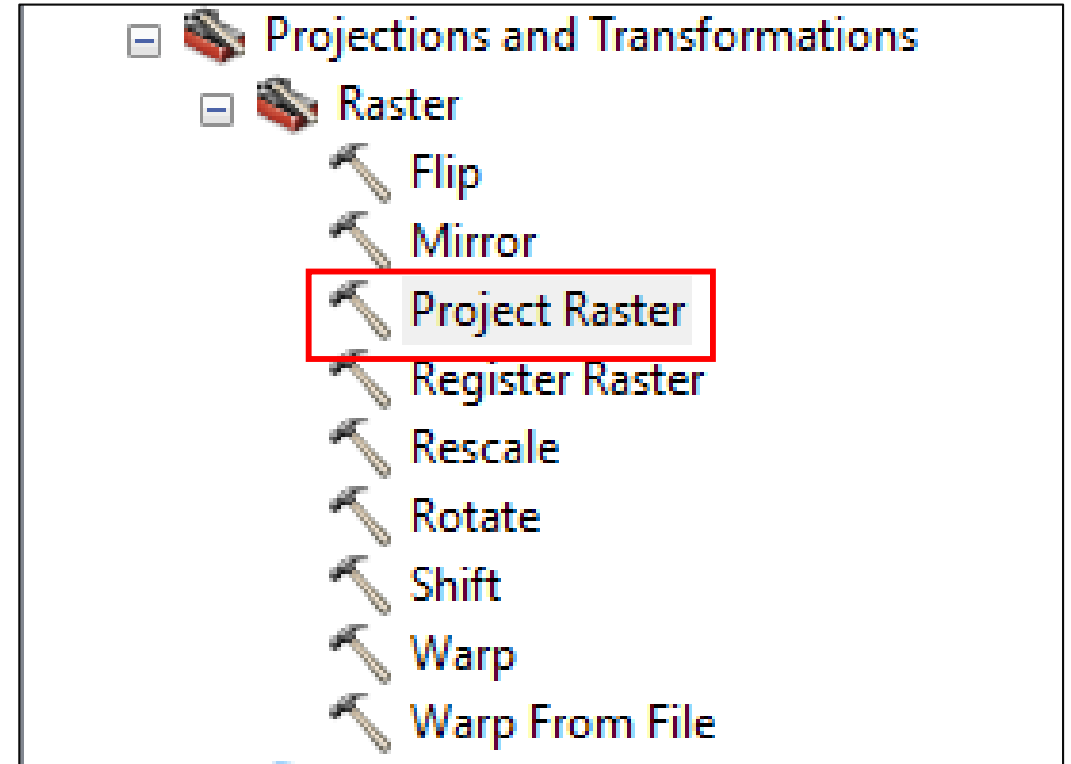 Projections and Transformations
Raster
Flip
Mirror
Project Raster
Register Raster
Rescale
Rotate
Shift
Warp
Warp From File